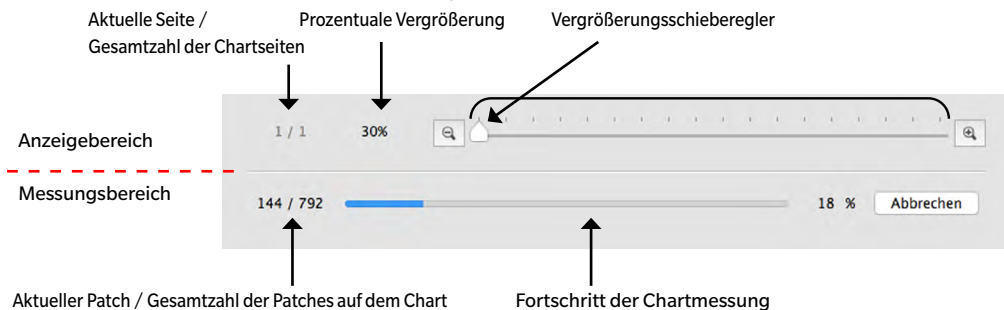 Aktuelle Seite /
Gesamtzahl der Chartseiten
Prozentuale Vergrößerung
Vergrößerungsschieberegler
Anzeigebereich
1 / 1
30%
Messungsbereich
144 / 792
18 %
Abbrechen
Aktueller Patch / Gesamtzahl der Patches auf dem Chart
Fortschritt der Chartmessung